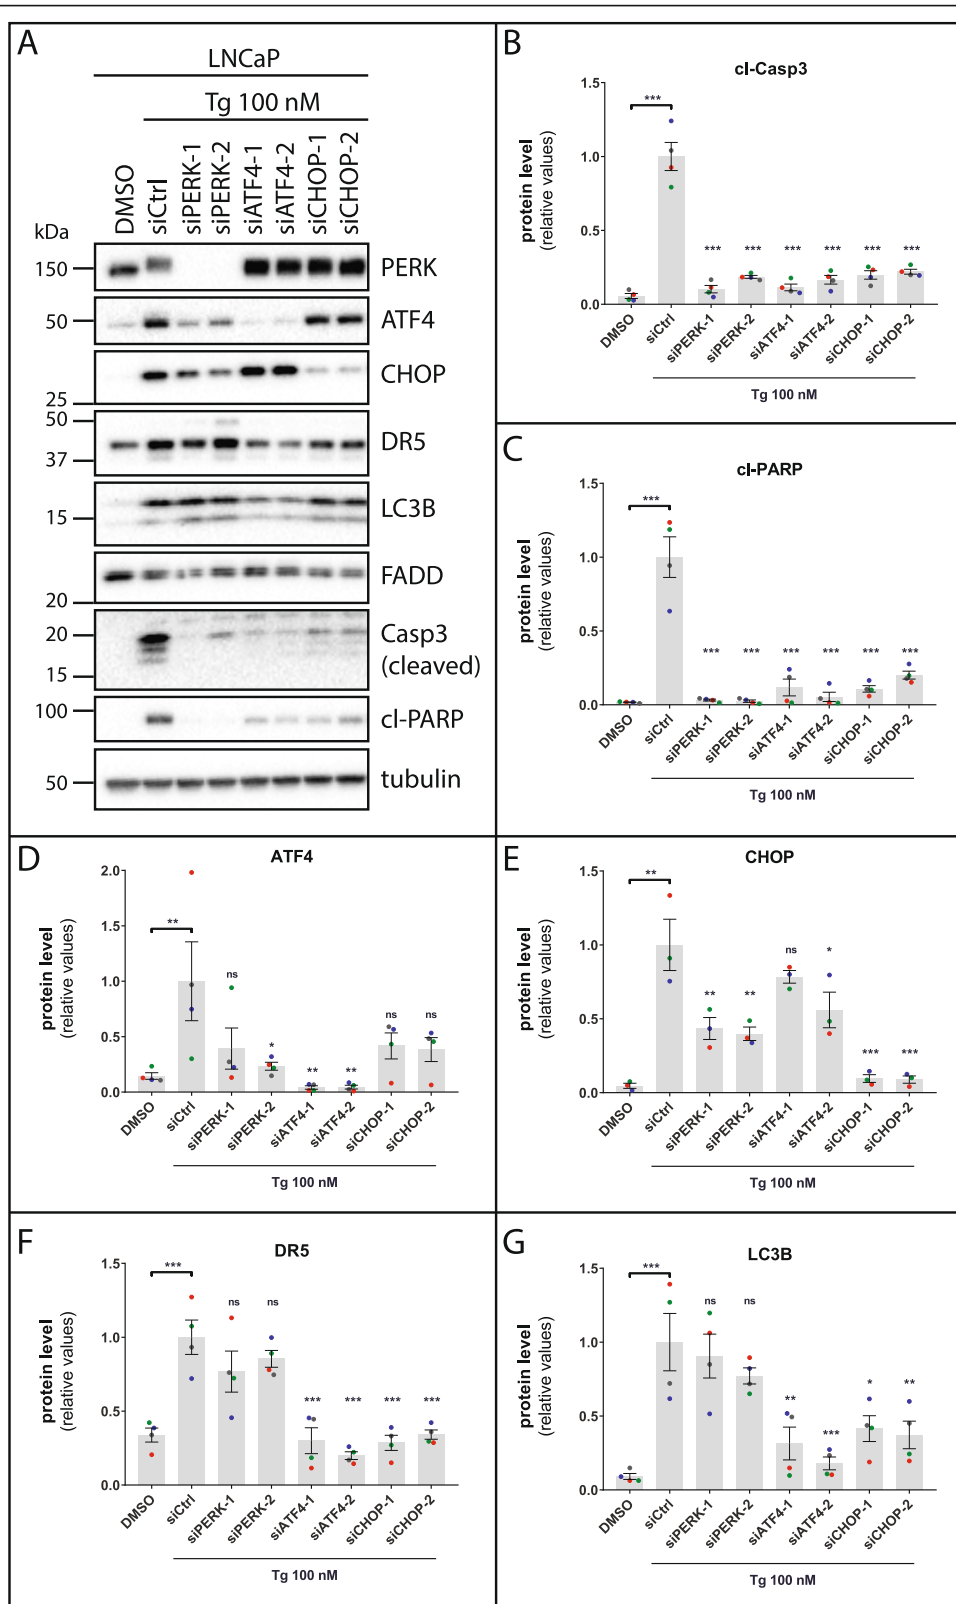 A
LNCaP
Tg 100 nM
DMSO
siCtrl
siPERK-1
siPERK-2
siATF4-1
siATF4-2
siCHOP-1
siCHOP-2
kDa
150
PERK
50
ATF4
CHOP
25
50
DR5
37
LC3B
15
FADD
20
20
Casp3
(cleaved)
15
100
cl-PARP
50
tubulin
B
cl-Casp3
protein level
(relative values)
1.5
1.0
0.5
0.0
***
*** *** *** *** *** ***
DMSO
siCtrl
siPERK-1
siPERK-2
siATF4-1
siATF4-2
siCHOP-1
siCHOP-2
Tg 100 nM
C
cl-PARP
protein level
(relative values)
1.5
1.0
0.5
0.0
***
*** *** *** *** *** ***
DMSO
siCtrl
siPERK-1
siPERK-2
siATF4-1
siATF4-2
siCHOP-1
siCHOP-2
Tg 100 nM
D
ATF4
protein level
(relative values)
2.0
1.5
1.0
0.5
0.0
**
ns * ** ** ns ns
DMSO
siCtrl
siPERK-1
siPERK-2
siATF4-1
siATF4-2
siCHOP-1
siCHOP-2
Tg 100 nM
E
CHOP
protein level
(relative values)
1.5
1.0
0.5
0.0
**
** ** ns * *** ***
DMSO
siCtrl
siPERK-1
siPERK-2
siATF4-1
siATF4-2
siCHOP-1
siCHOP-2
Tg 100 nM
F
DR5
protein level
(relative values)
1.5
1.0
0.5
0.0
***
ns ns *** *** *** ***
DMSO
siCtrl
siPERK-1
siPERK-2
siATF4-1
siATF4-2
siCHOP-1
siCHOP-2
Tg 100 nM
G
LC3B
protein level
(relative values)
1.5
1.0
0.5
0.0
***
ns ns ** *** * **
DMSO
siCtrl
siPERK-1
siPERK-2
siATF4-1
siATF4-2
siCHOP-1
siCHOP-2
Tg 100 nM